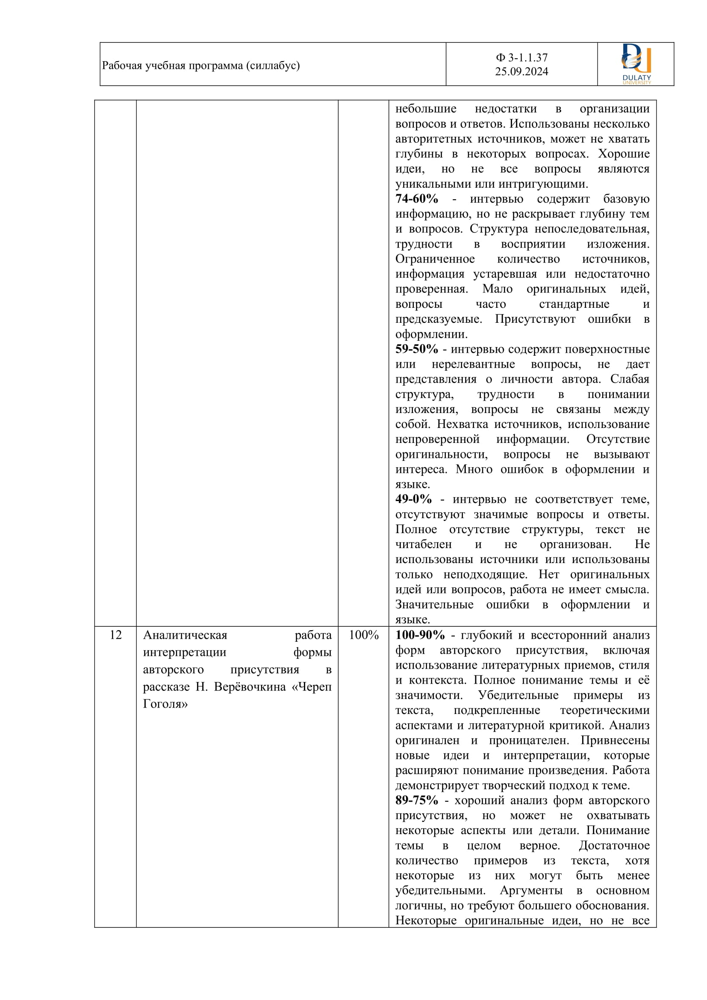 Рабочая учебная программа (силлабус)
Ф 3-1.1.37
25.09.2024
DULATY
UNIVERSITY
небольшие недостатки в организации
вопросов и ответов. Использованы несколько
авторитетных источников, может не хватать
глубины в некоторых вопросах. Хорошие
идеи, но не все вопросы являются
уникальными или интригующими.
74-60% - интервью содержит базовую
информацию, но не раскрывает глубину тем
и вопросов. Структура непоследовательная,
трудности в восприятии изложения.
Ограниченное количество источников,
информация устаревшая или недостаточно
проверенная. Мало оригинальных идей,
вопросы часто стандартные и
предсказуемые. Присутствуют ошибки в
оформлении.
59-50% - интервью содержит поверхностные
или нерелевантные вопросы, не дает
представления о личности автора. Слабая
структура, трудности в понимании
изложения, вопросы не связаны между
собой. Нехватка источников, использование
непроверенной информации. Отсутствие
оригинальности, вопросы не вызывают
интереса. Много ошибок в оформлении и
языке.
49-0% - интервью не соответствует теме,
отсутствуют значимые вопросы и ответы.
Полное отсутствие структуры, текст не
читабелен и не организован. Не
использованы источники или использованы
только неподходящие. Нет оригинальных
идей или вопросов, работа не имеет смысла.
Значительные ошибки в оформлении и
языке.
12
Аналитическая работа
интерпретации формы
авторского присутствия в
рассказе Н. Верёвочкина «Череп
Гоголя»
100%
100-90% - глубокий и всесторонний анализ
форм авторского присутствия, включая
использование литературных приемов, стиля
и контекста. Полное понимание темы и её
значимости. Убедительные примеры из
текста, подкрепленные теоретическими
аспектами и литературной критикой. Анализ
оригинален и проницателен. Привнесены
новые идеи и интерпретации, которые
расширяют понимание произведения. Работа
демонстрирует творческий подход к теме.
89-75% - хороший анализ форм авторского
присутствия, но может не охватывать
некоторые аспекты или детали. Понимание
темы в целом верное. Достаточное
количество примеров из текста, хотя
некоторые из них могут быть менее
убедительными. Аргументы в основном
логичны, но требуют большего обоснования.
Некоторые оригинальные идеи, но не все